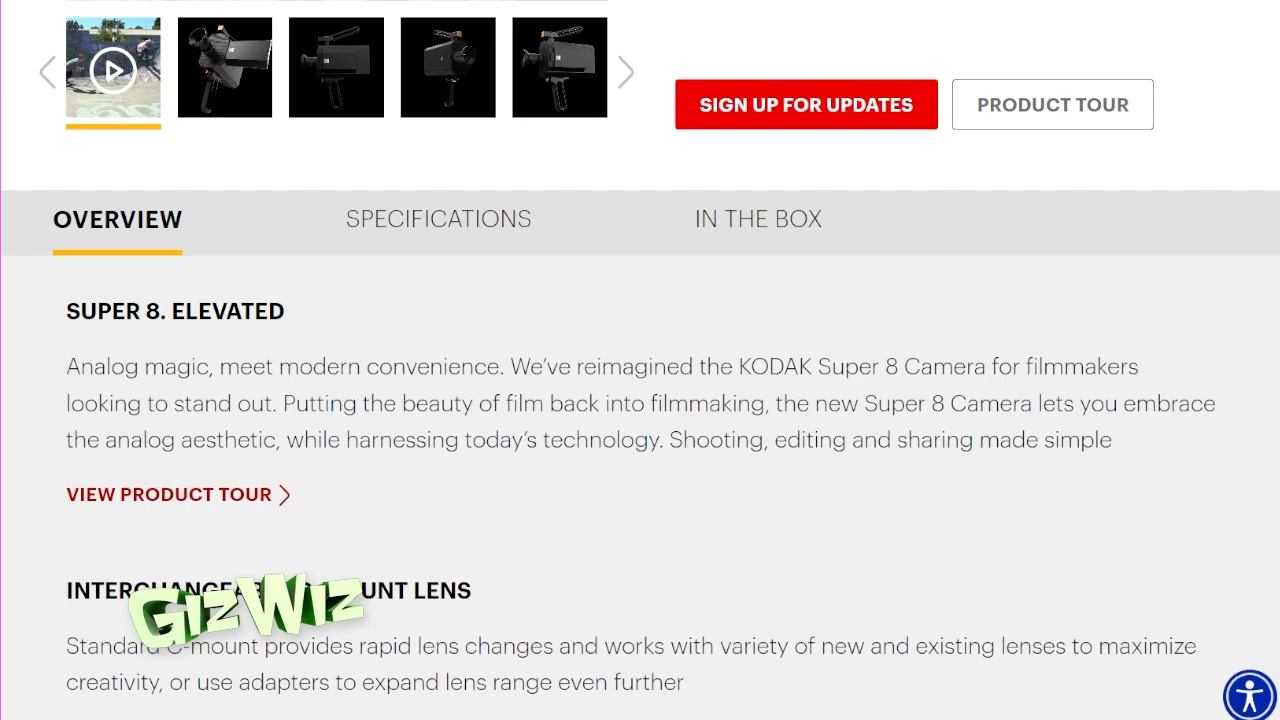 SIGN UP FOR UPDATES
PRODUCT TOUR
OVERVIEW
SPECIFICATIONS
IN THE BOX
SUPER 8. ELEVATED
Analog magic, meet modern convenience. We’ve reimagined the KODAK Super 8 Camera for filmmakers
looking to stand out. Putting the beauty of film back into filmmaking, the new Super 8 Camera lets you embrace
the analog aesthetic, while harnessing today’s technology. Shooting, editing and sharing made simple
VIEW PRODUCT TOUR
LENS
GizWiz
Standard C-mount provides rapid lens changes and works with variety of new and existing lenses to maximize
creativity, or use adapters to expand lens range even further